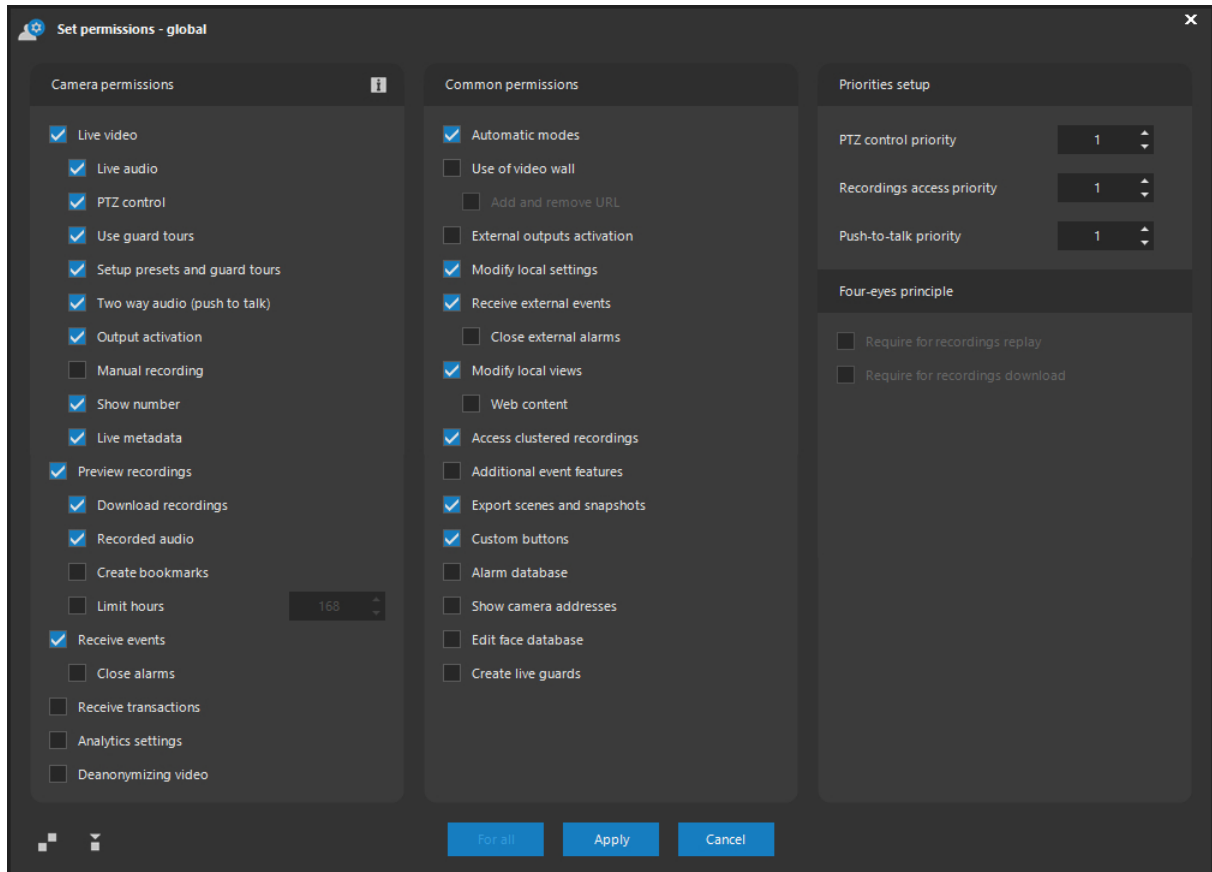 Set permissions - global
Camera permissions
Live video
Live audio
PTZ control
Use guard tours
Setup presets and guard tours
Two way audio (push to talk)
Output activation
Manual recording
Show number
Live metadata
Preview recordings
Download recordings
Recorded audio
Create bookmarks
Limit hours 168
Receive events
Close alarms
Receive transactions
Analytics settings
Deanonymizing video
Common permissions
Automatic modes
Use of video wall
Add and remove URL
External outputs activation
Modify local settings
Receive external events
Close external alarms
Modify local views
Web content
Access clustered recordings
Additional event features
Export scenes and snapshots
Custom buttons
Alarm database
Show camera addresses
Edit face database
Create live guards
Priorities setup
PTZ control priority 1
Recordings access priority 1
Push-to-talk priority 1
Four-eyes principle
Require for recordings replay
Require for recordings download
For all Apply Cancel